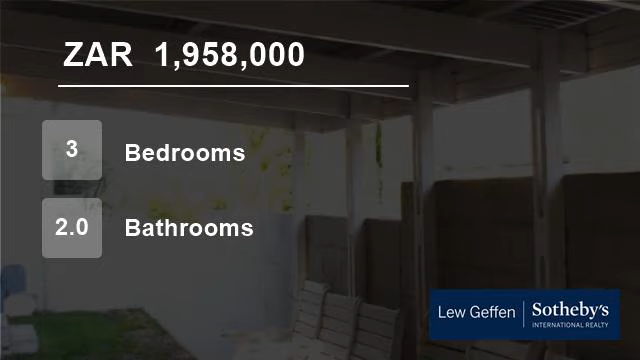 ZAR 1,958,000
3 Bedrooms
2.0 Bathrooms
Lew Geffen Sotheby's
INTERNATIONAL REALTY